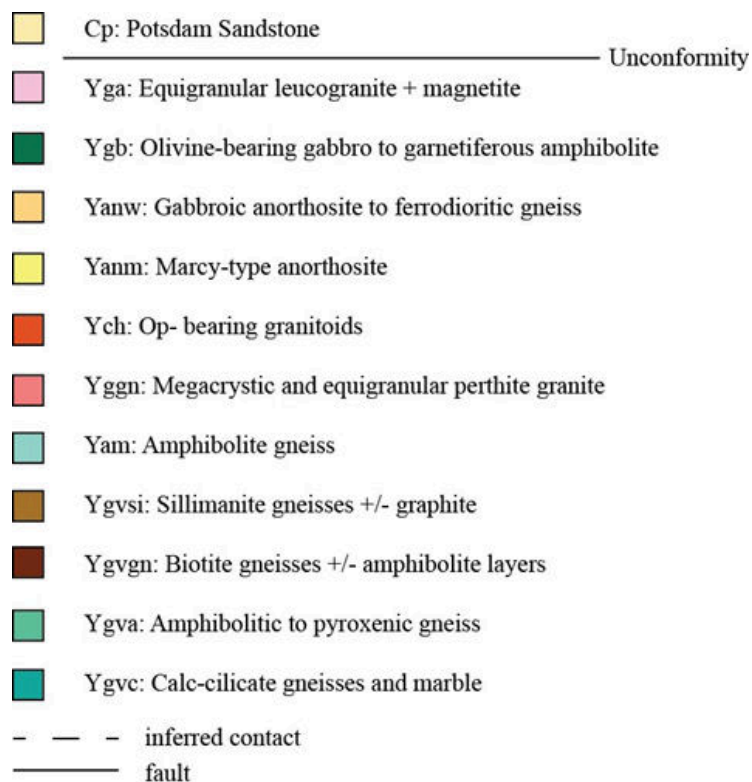 Cp: Potsdam Sandstone
Unconformity
Yga: Equigranular leucogranite + magnetite
Ygb: Olivine-bearing gabbro to garnetiferous amphibolite
Yanw: Gabbroic anorthosite to ferrodioritic gneiss
Yanm: Marcy-type anorthosite
Ych: Op- bearing granitoids
Yggn: Megacrystic and equigranular perthite granite
Yam: Amphibolite gneiss
Ygvsi: Sillimanite gneisses +/- graphite
Ygvgn: Biotite gneisses +/- amphibolite layers
Ygva: Amphibolitic to pyroxenic gneiss
Ygvc: Calc-cilicate gneisses and marble
inferred contact
fault